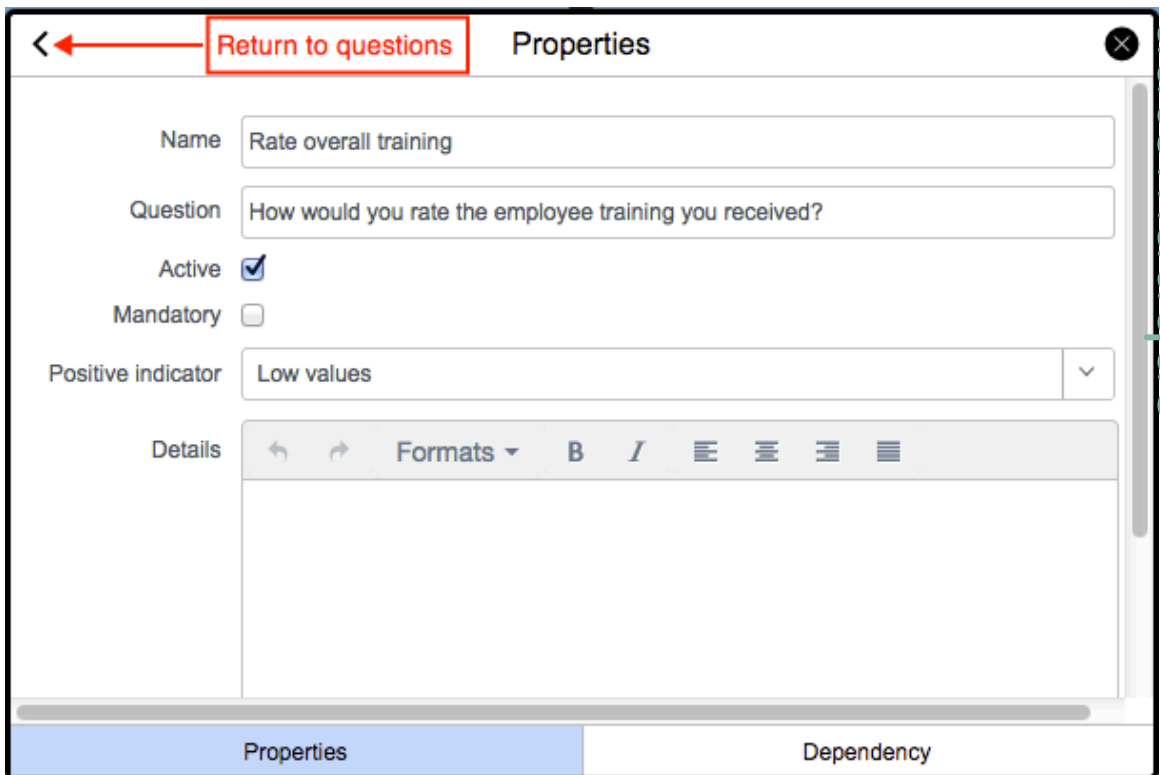 Return to questions Properties
Name Rate overall training
Question How would you rate the employee training you received?
Active
Mandatory
Positive indicator Low values
Details Formats B I
Properties Dependency